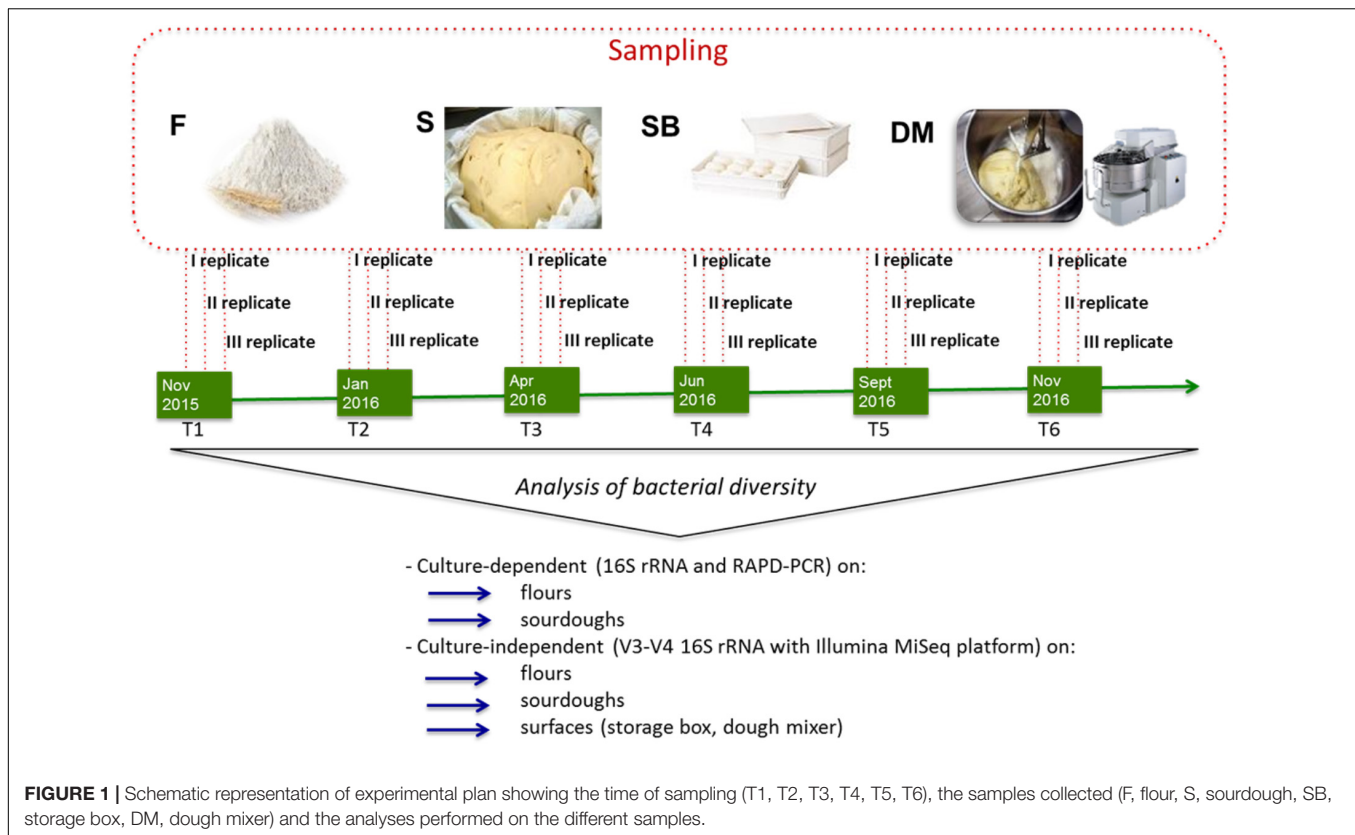 Sampling
F
S
SB
DM
I replicate I replicate I replicate I replicate I replicate I replicate
II replicate II replicate II replicate II replicate II replicate II replicate
III replicate III replicate III replicate III replicate III replicate III replicate
Nov Jan Apr Jun Sept Nov
2015 2016 2016 2016 2016 2016
T1 T2 T3 T4 T5 T6
Analysis of bacterial diversity
- Culture-dependent (16S rRNA and RAPD-PCR) on:
flours
sourdoughs
- Culture-independent (V3-V4 16S rRNA with Illumina MiSeq platform) on:
flours
sourdoughs
surfaces (storage box, dough mixer)
FIGURE 1 | Schematic representation of experimental plan showing the time of sampling (T1, T2, T3, T4, T5, T6), the samples collected (F, flour, S, sourdough, SB,
storage box, DM, dough mixer) and the analyses performed on the different samples.